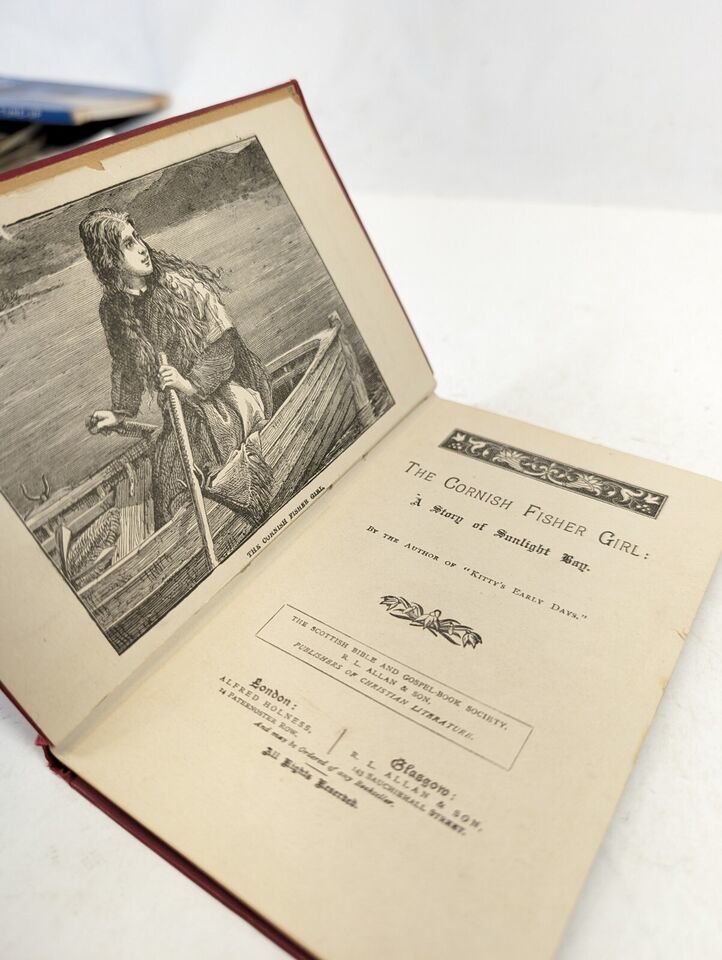 THE CORNISH FISHER GIRL.
THE CORNISH FISHER GIRL:
A Story of Sunlight Bay.
BY THE AUTHOR OF "KITTY'S EARLY DAYS."
THE SCOTTISH BIBLE AND GOSPEL-BOOK SOCIETY.
R. L. ALLAN & SON,
PUBLISHERS OF CHRISTIAN LITERATURE.
London:
ALFRED HOLNESS,
14 PATERNOSTER ROW.
Glasgow:
R. L. ALLAN & SON,
143 SAUCHIEHALL STREET.
And may be Ordered of any Bookseller.
All Rights Reserved.